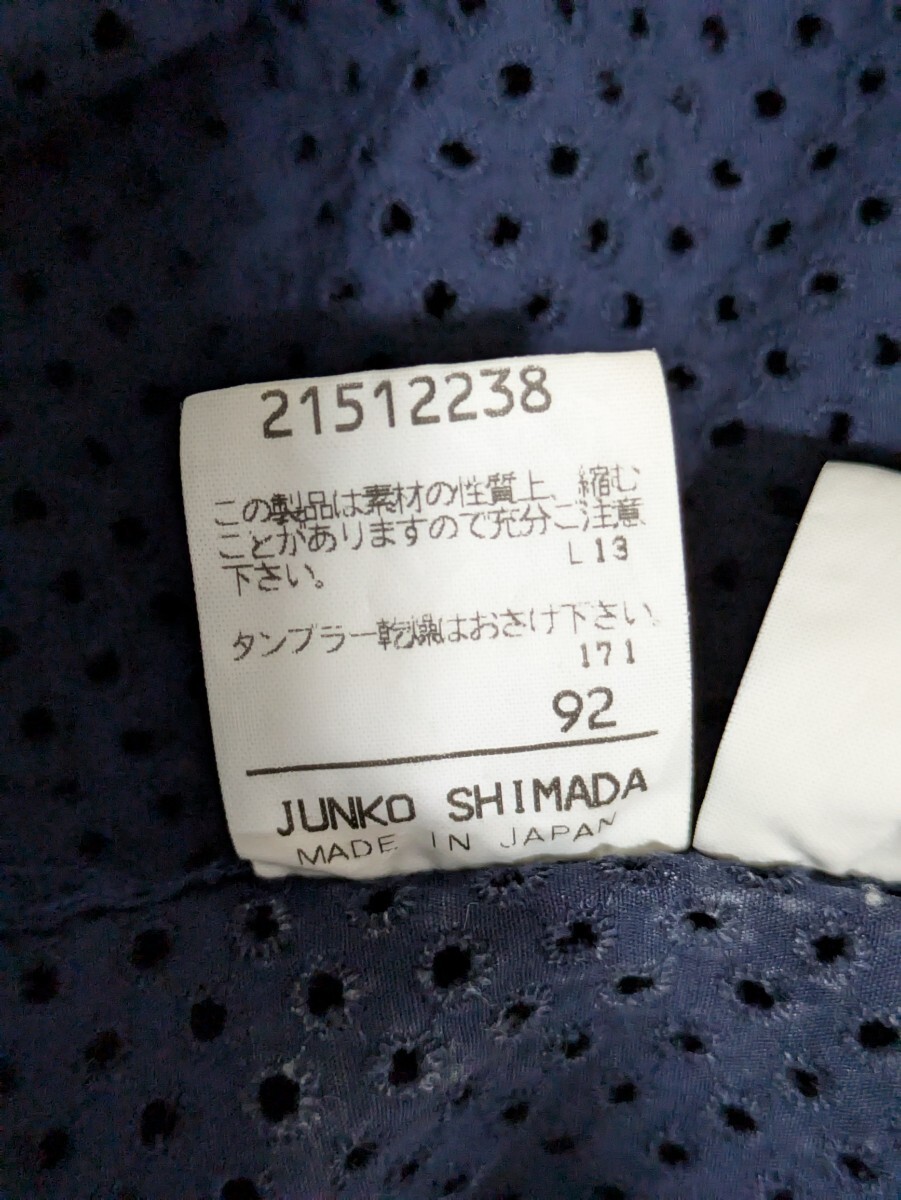 21512238
この製品は素材の性質上、縮む
ことがありますので充分ご注意
下さい。
L13
タンブラー乾燥はおさけ下さい。
171
92
JUNKO SHIMADA
MADE IN JAPAN